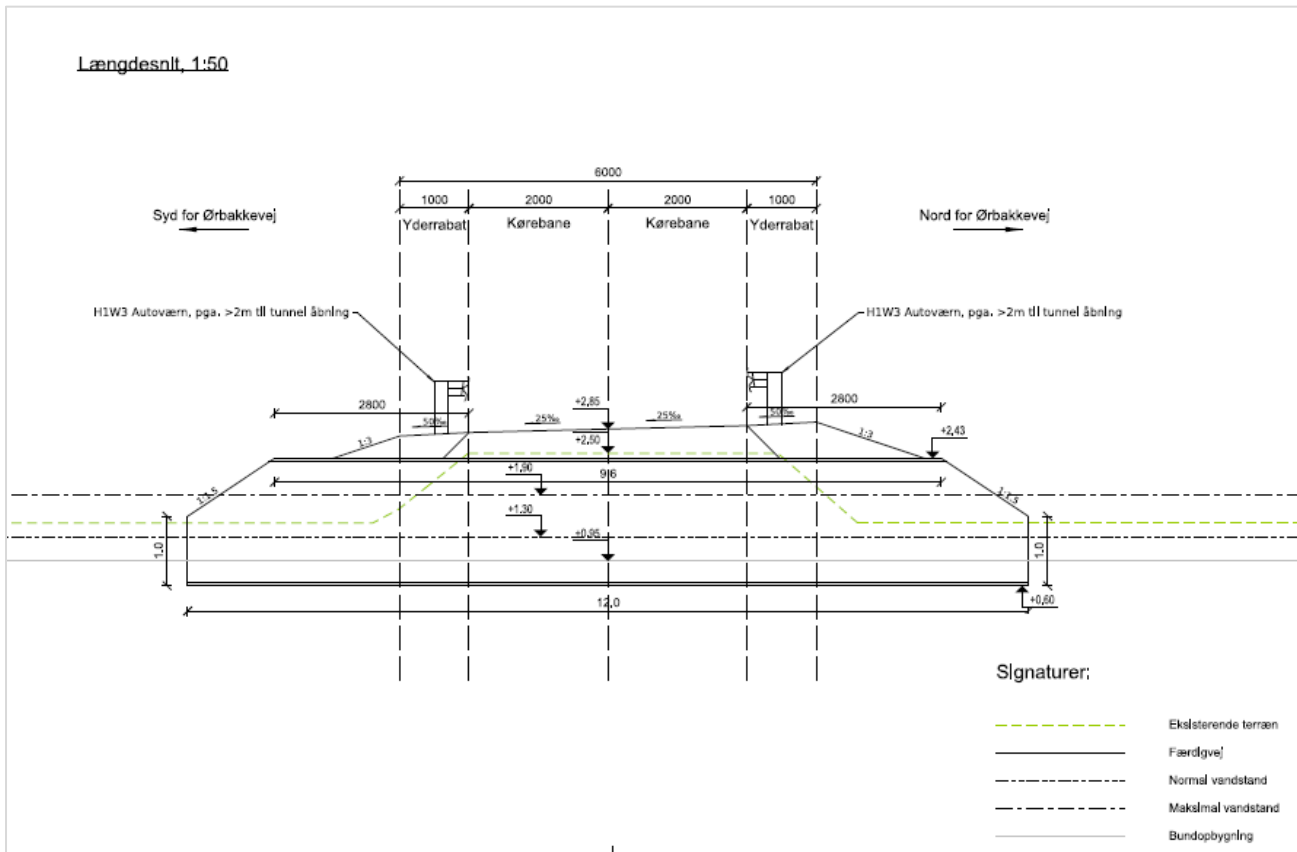 Længdesnit, 1:50
6000
1000
2000
2000
1000
Syd for Ørbakkevej
Nord for Ørbakkevej
Yderrabat
Kørebane
Kørebane
Yderrabat
H1W3 Autoværn, pga. >2m til tunnel åbning
H1W3 Autoværn, pga. >2m til tunnel åbning
2800
+2,85
2800
50‰
25‰
25‰
50‰
1:3
+2,50
1:3
+2,43
+1,90
9,6
1:1,5
1:1,5
+1,30
1.0
+0,95
1.0
12,0
+0,60
Signaturer:
Eksisterende terræn
Færdigvej
Normal vandstand
Maksimal vandstand
Bundopbygning